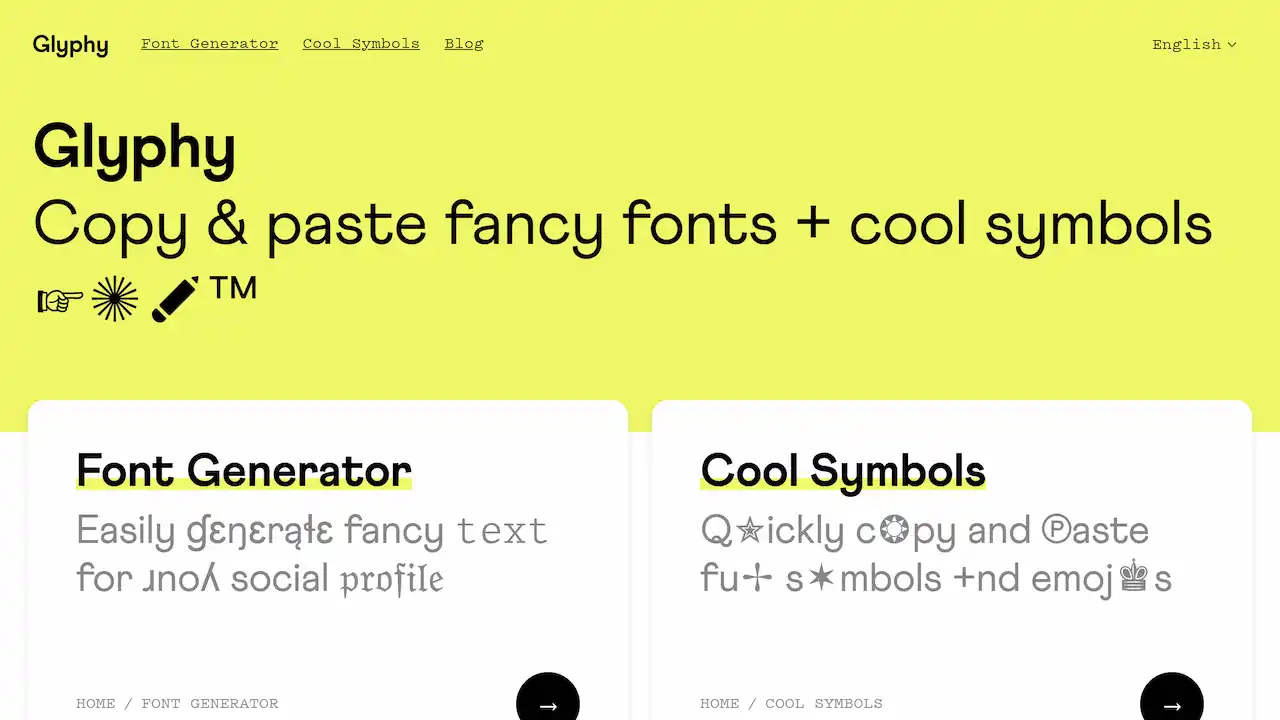 Glyphy
Font Generator
Cool Symbols
Blog
English
Glyphy
Copy & paste fancy fonts + cool symbols
☞✺✏︎™
Font Generator
Easily ɠɛŋɛrąƚɛ fancy 𝚝𝚎𝚡𝚝
for ɹnoʎ social 𝔭𝔯𝔬𝔣𝔦𝔩𝔢
HOME / FONT GENERATOR
→
Cool Symbols
Q✯ickly c❂py and ℗aste
fu✢ s✶mbols +nd emoj♚s
HOME / COOL SYMBOLS
→